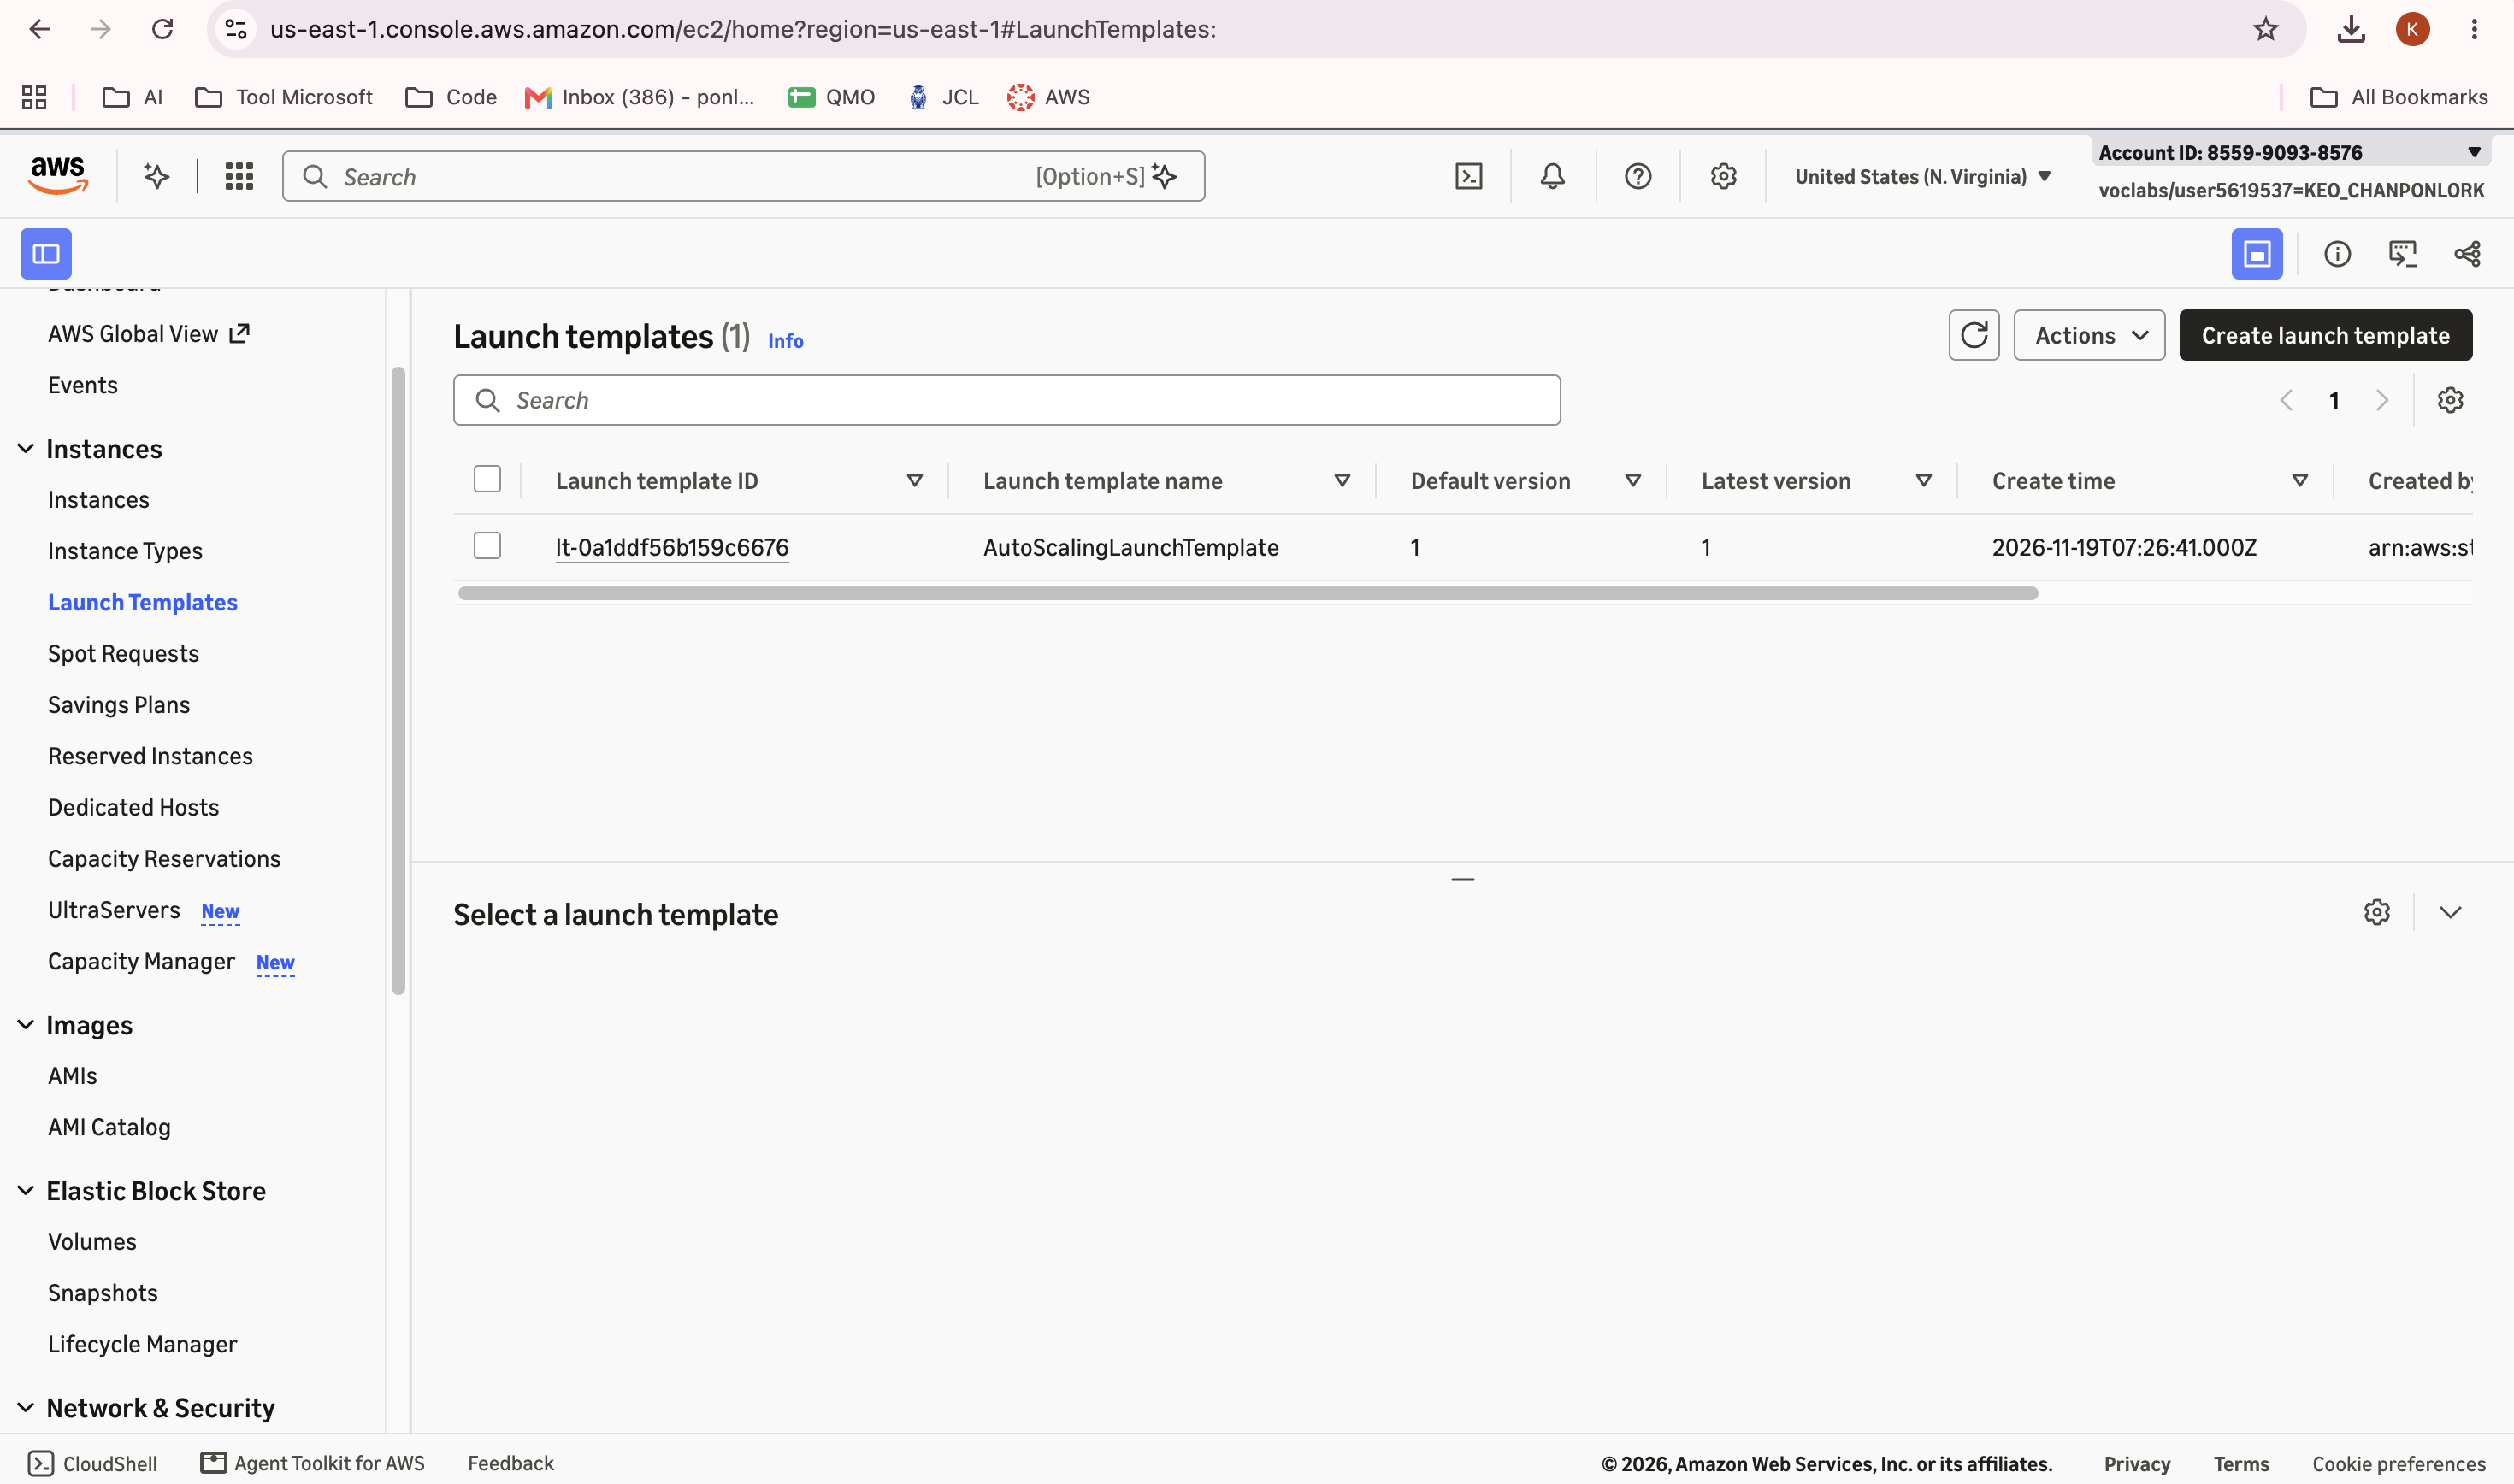 us-east-1.console.aws.amazon.com/ec2/home?region=us-east-1#LaunchTemplates:
K
AI
Tool Microsoft
Code
Inbox (386) - ponl...
QMO
JCL
AWS
All Bookmarks
aws
Search
[Option+S]
United States (N. Virginia)
Account ID: 8559-9093-8576
voclabs/user5619537=KEO_CHANPONLORK
Dashboard
AWS Global View
Events
Instances
Instances
Instance Types
Launch Templates
Spot Requests
Savings Plans
Reserved Instances
Dedicated Hosts
Capacity Reservations
UltraServers New
Capacity Manager New
Images
AMIs
AMI Catalog
Elastic Block Store
Volumes
Snapshots
Lifecycle Manager
Network & Security
Launch templates (1) Info
Actions
Create launch template
Search
1
Launch template ID Launch template name Default version Latest version Create time Created by
lt-0a1ddf56b159c6676 AutoScalingLaunchTemplate 1 1 2026-11-19T07:26:41.000Z arn:aws:st
Select a launch template
CloudShell
Agent Toolkit for AWS
Feedback
© 2026, Amazon Web Services, Inc. or its affiliates.
Privacy
Terms
Cookie preferences